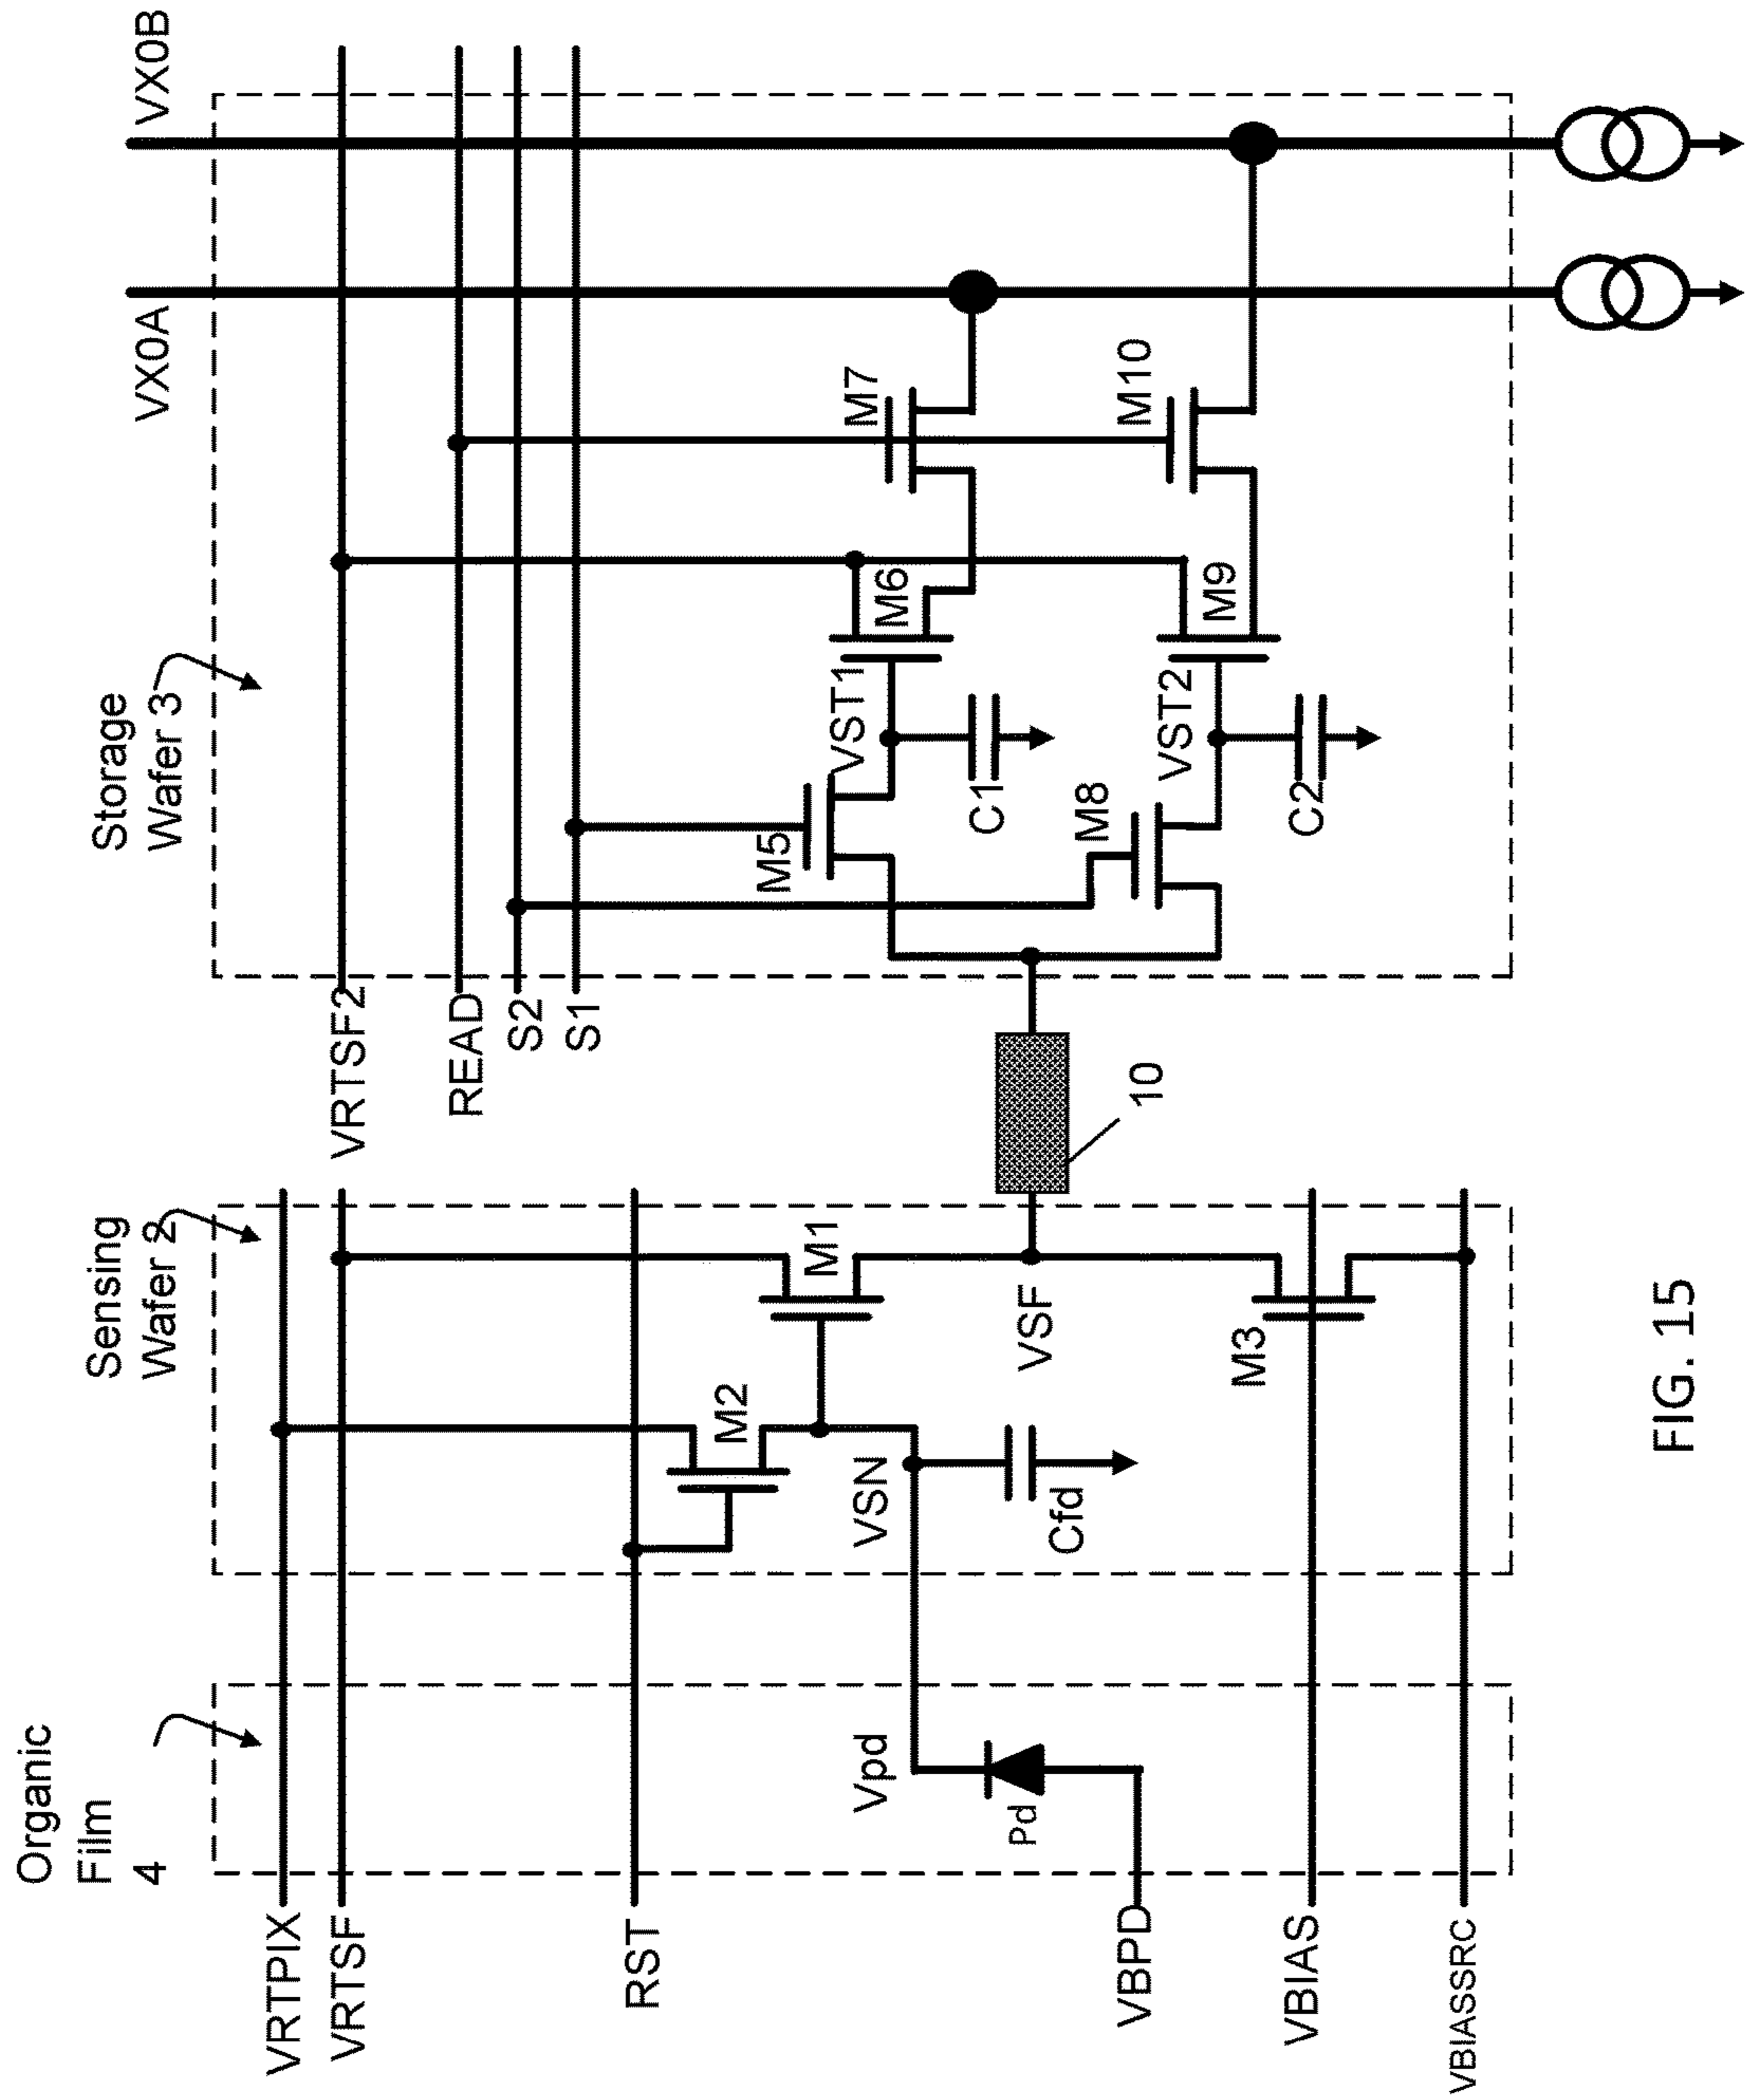 Organic
Film
4
Sensing
Wafer 2
Storage
Wafer 3
VX0A
VX0B
VRTPIX
VRTSF
RST
VBPD
VBIAS
VBIASSRC
VRTSF2
READ
S2
S1
Vpd
Pd
VSN
Cfd
M2
M1
VSF
M3
10
M5
VST1
C1
M6
M7
M8
VST2
C2
M9
M10
FIG. 15